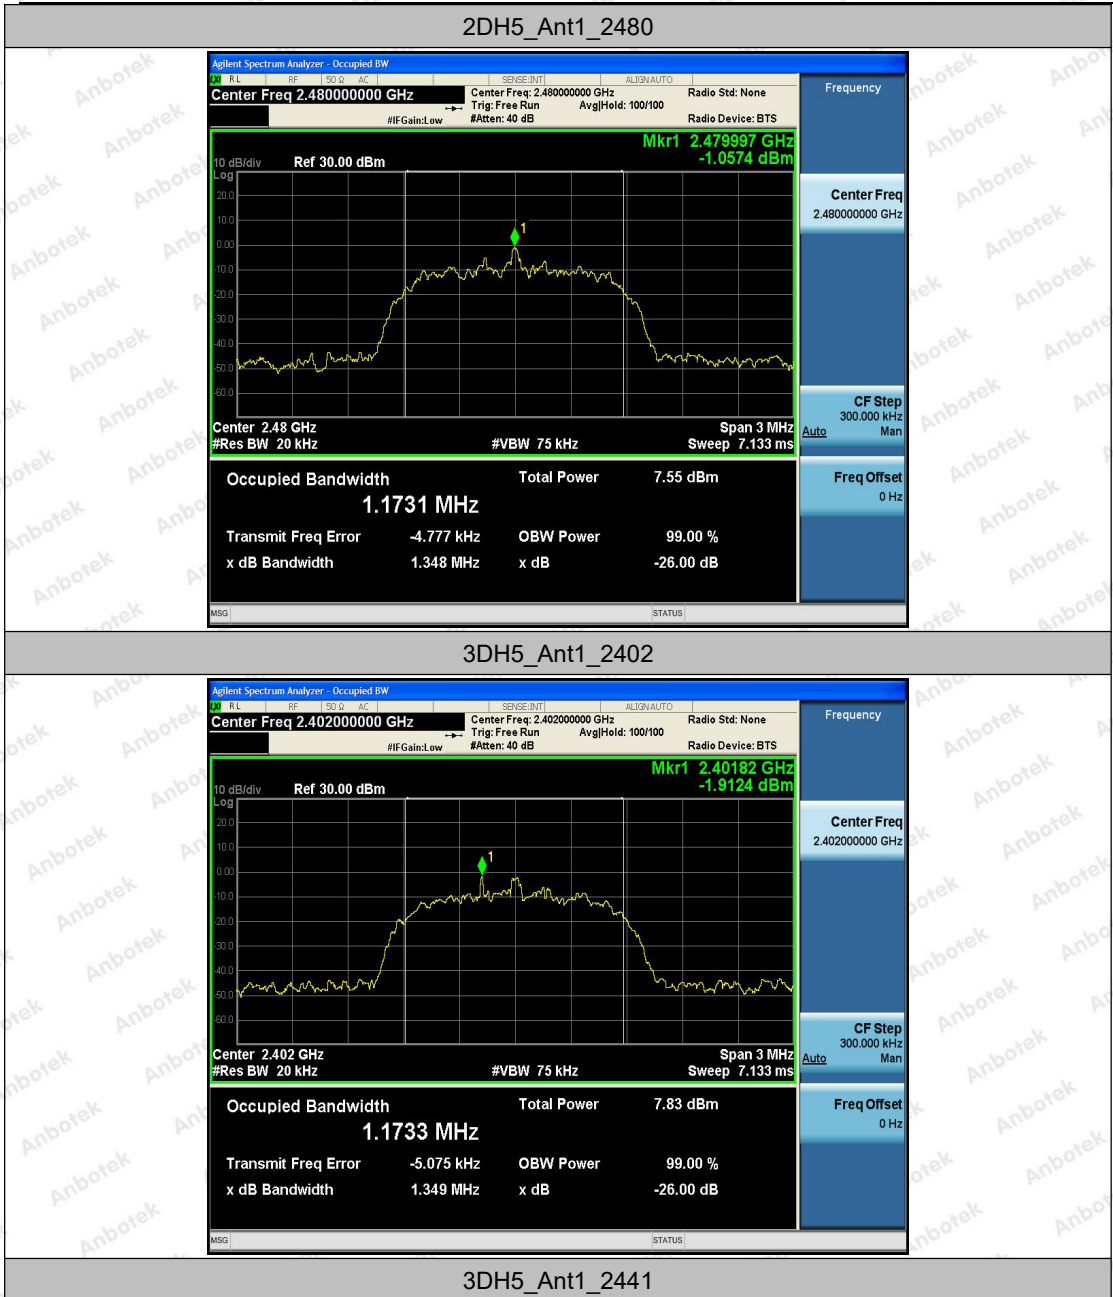 2DH5_Ant1_2480
Agilent Spectrum Analyzer - Occupied BW
LXI RL RF 50 Ω AC SENSE:INT ALIGNAUTO
Center Freq 2.480000000 GHz
Center Freq: 2.480000000 GHz
Radio Std: None
Trig: Free Run Avg|Hold: 100/100
#IFGain:Low #Atten: 40 dB
Radio Device: BTS
Frequency
Mkr1 2.479997 GHz
-1.0574 dBm
10 dB/div Ref 30.00 dBm
Log
20.0
10.0
0.00
-10.0
-20.0
-30.0
-40.0
-50.0
-60.0
1
Center 2.48 GHz
Span 3 MHz
#Res BW 20 kHz
#VBW 75 kHz
Sweep 7.133 ms
Center Freq
2.480000000 GHz
CF Step
300.000 kHz
Auto Man
Freq Offset
0 Hz
Occupied Bandwidth
1.1731 MHz
Total Power 7.55 dBm
Transmit Freq Error -4.777 kHz OBW Power 99.00 %
x dB Bandwidth 1.348 MHz x dB -26.00 dB
MSG STATUS
3DH5_Ant1_2402
Agilent Spectrum Analyzer - Occupied BW
LXI RL RF 50 Ω AC SENSE:INT ALIGNAUTO
Center Freq 2.402000000 GHz
Center Freq: 2.402000000 GHz
Radio Std: None
Trig: Free Run Avg|Hold: 100/100
#IFGain:Low #Atten: 40 dB
Radio Device: BTS
Frequency
Mkr1 2.40182 GHz
-1.9124 dBm
10 dB/div Ref 30.00 dBm
Log
20.0
10.0
0.00
-10.0
-20.0
-30.0
-40.0
-50.0
-60.0
1
Center 2.402 GHz
Span 3 MHz
#Res BW 20 kHz
#VBW 75 kHz
Sweep 7.133 ms
Center Freq
2.402000000 GHz
CF Step
300.000 kHz
Auto Man
Freq Offset
0 Hz
Occupied Bandwidth
1.1733 MHz
Total Power 7.83 dBm
Transmit Freq Error -5.075 kHz OBW Power 99.00 %
x dB Bandwidth 1.349 MHz x dB -26.00 dB
MSG STATUS
3DH5_Ant1_2441
Anbotek